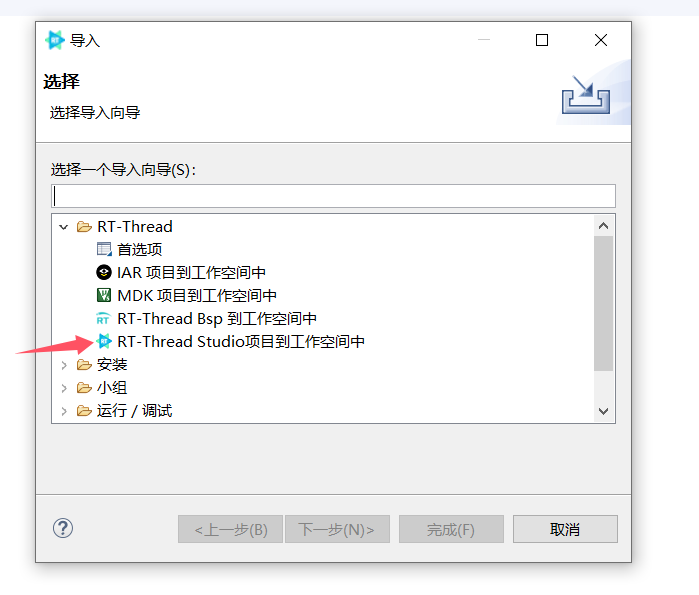 导入
选择
选择导入向导
选择一个导入向导(S):
RT-Thread
首选项
IAR 项目到工作空间中
MDK 项目到工作空间中
RT-Thread Bsp 到工作空间中
RT-Thread Studio项目到工作空间中
安装
小组
运行 / 调试
<上一步(B)
下一步(N)>
完成(F)
取消